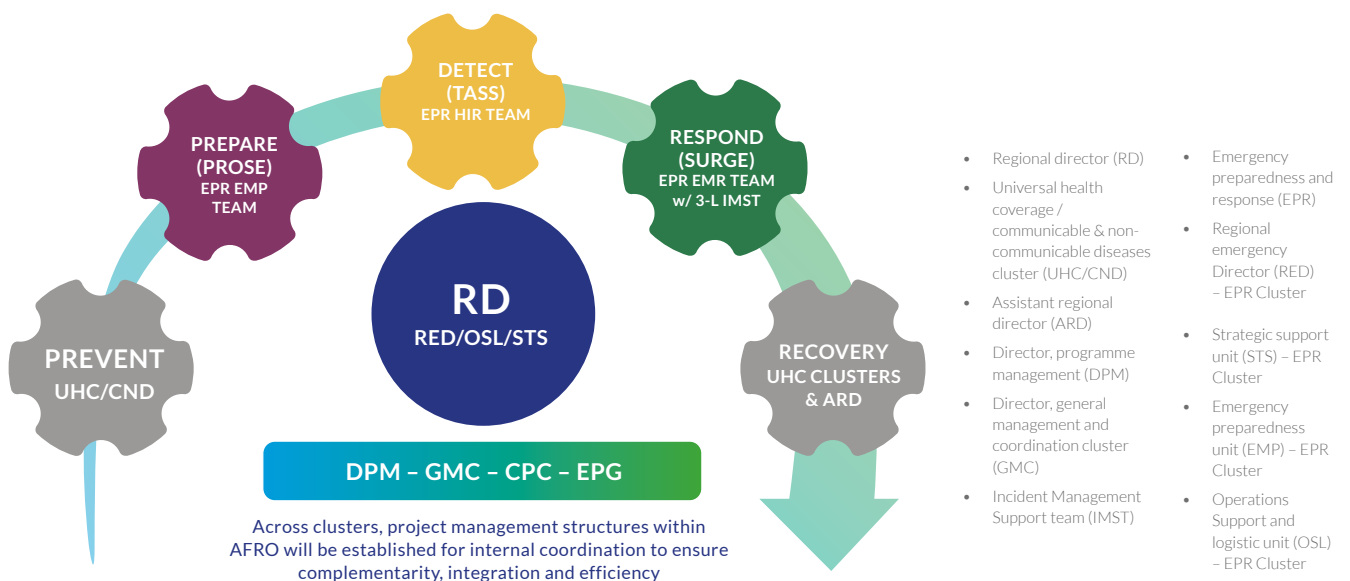 DETECT
(TASS)
EPR HIR TEAM
PREPARE
(PROSE)
EPR EMP
TEAM
RESPOND
(SURGE)
EPR EMR TEAM
w/ 3-L IMST
PREVENT
UHC/CND
RD
RED/OSL/STS
RECOVERY
UHC CLUSTERS
& ARD
DPM – GMC – CPC – EPG
Across clusters, project management structures within
AFRO will be established for internal coordination to ensure
complementarity, integration and efficiency
• Regional director (RD)
• Universal health
coverage /
communicable & non-
communicable diseases
cluster (UHC/CND)
• Assistant regional
director (ARD)
• Director, programme
management (DPM)
• Director, general
management and
coordination cluster
(GMC)
• Incident Management
Support team (IMST)
• Emergency
preparedness and
response (EPR)
• Regional
emergency
Director (RED)
– EPR Cluster
• Strategic support
unit (STS) – EPR
Cluster
• Emergency
preparedness
unit (EMP) – EPR
Cluster
• Operations
Support and
logistic unit (OSL)
– EPR Cluster